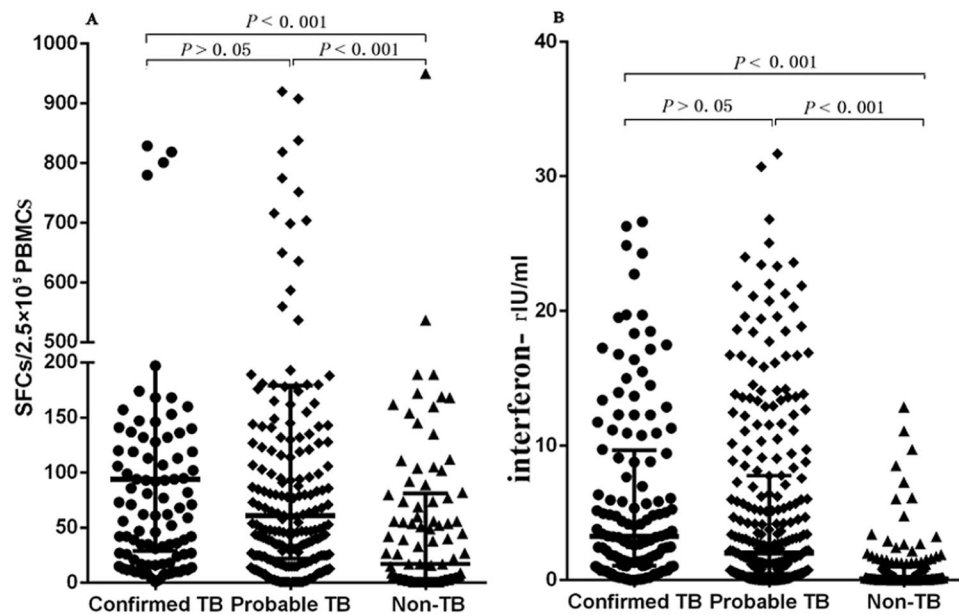 A
P < 0.001
P > 0.05
P < 0.001
SFCs/2.5×10⁵ PBMCs
1000
900
800
700
600
500
200
150
100
50
0
Confirmed TB Probable TB Non-TB
B
P < 0.001
P > 0.05
P < 0.001
interferon- rIU/ml
40
30
20
10
0
Confirmed TB Probable TB Non-TB